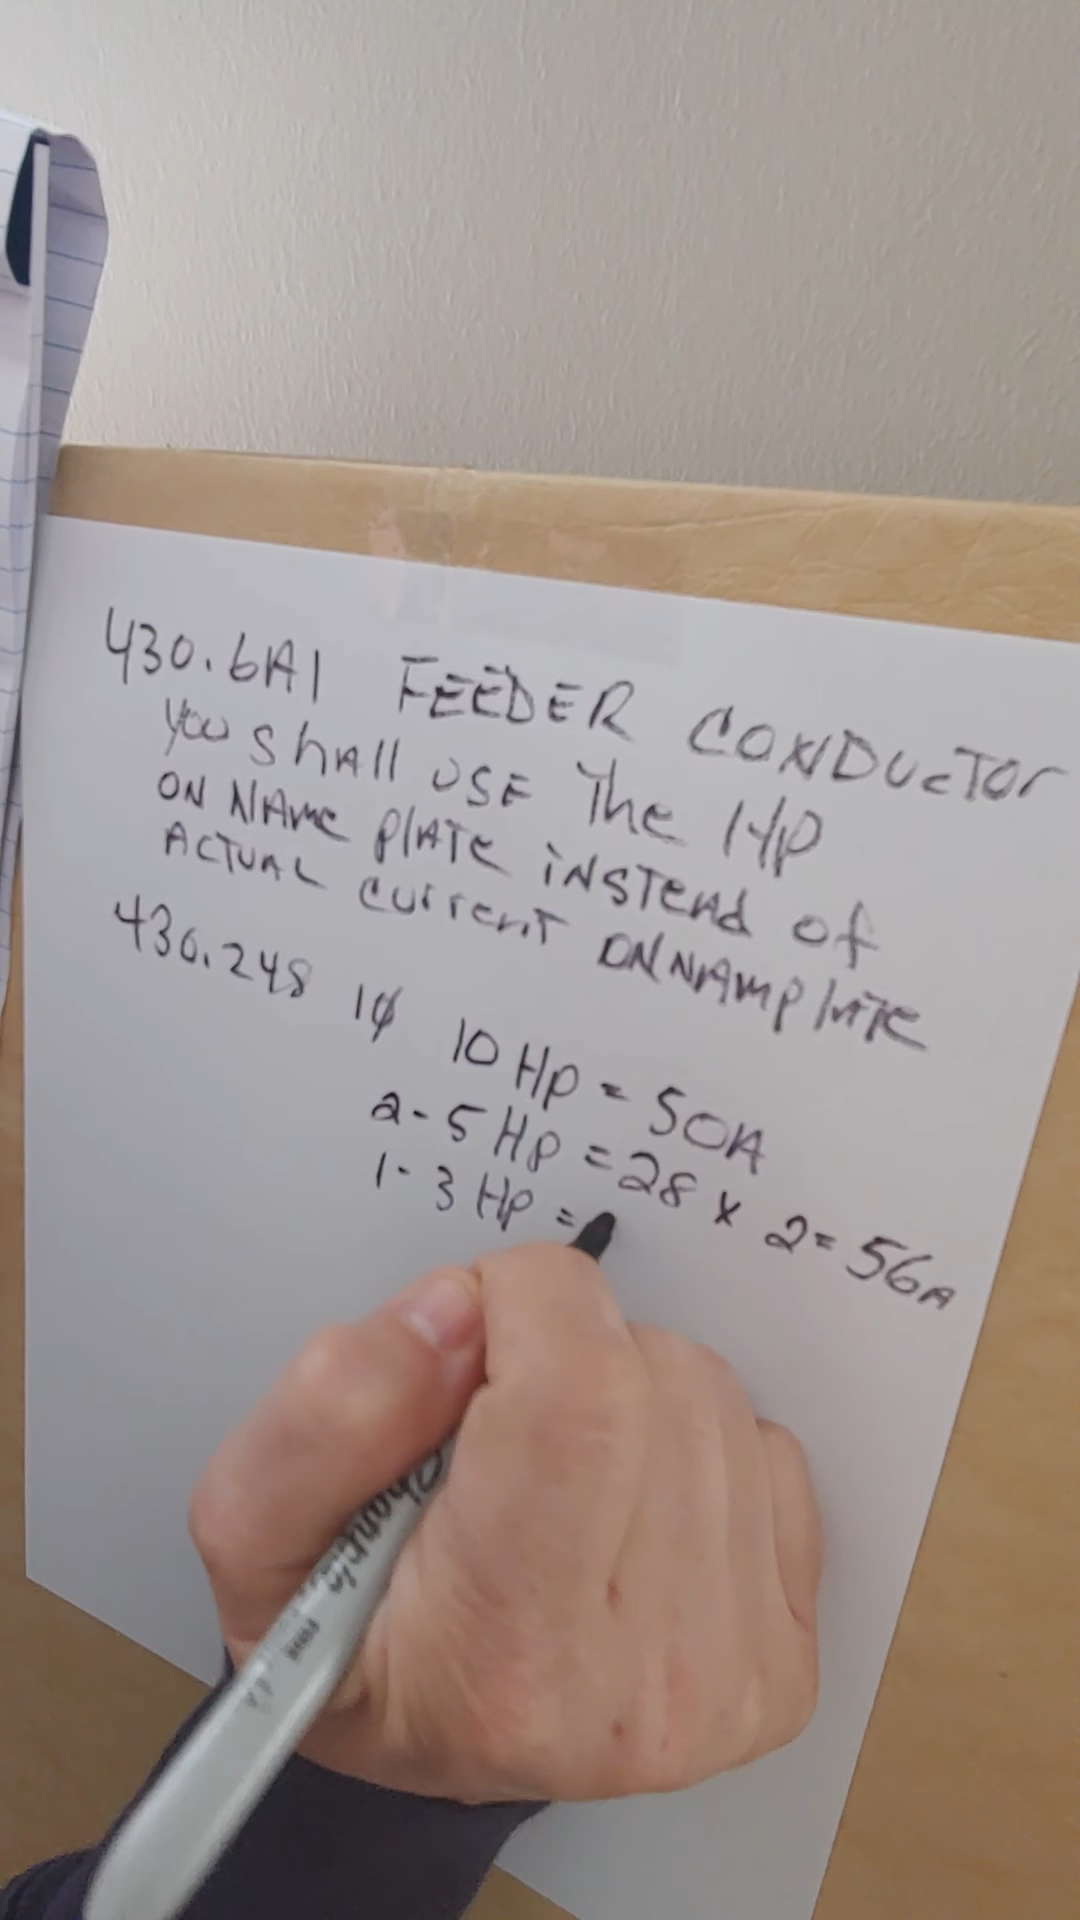 430.6A1 FEEDER CONDUCTOR
YOU SHALL USE The HP
ON NAME PLATE INSTEAD of
ACTUAL CURRENT ON NAMPLATE
430.248 1ϕ 10 HP = 50A
2- 5 HP = 28 x 2 = 56A
1- 3 HP =